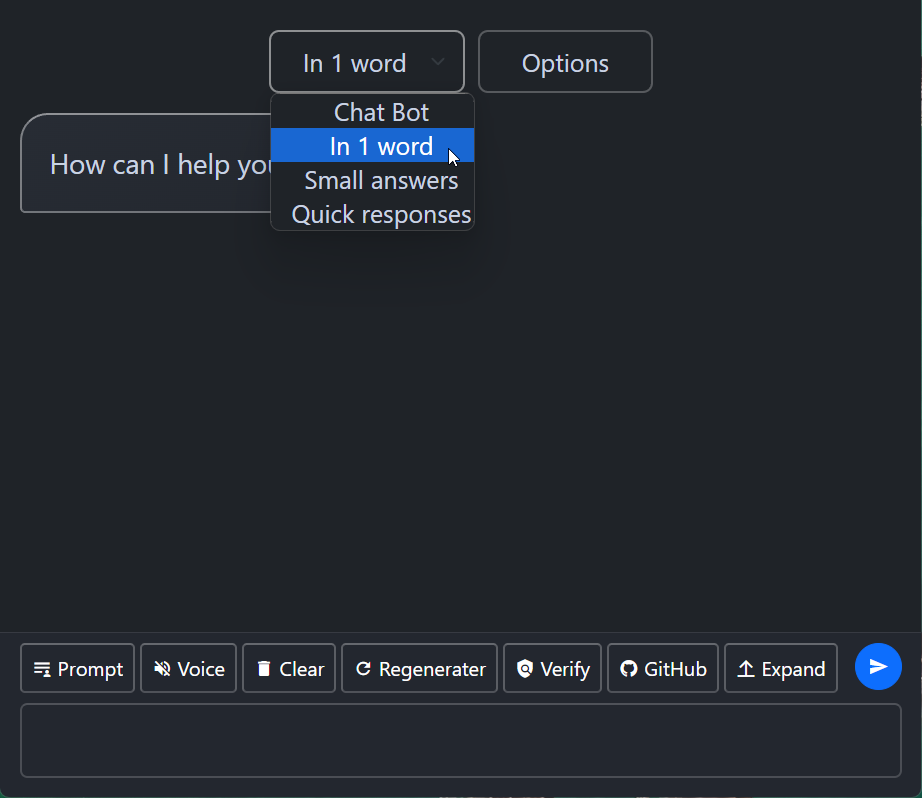 In 1 word
Options
Chat Bot
In 1 word
Small answers
Quick responses
How can I help you
Prompt
Voice
Clear
Regenerater
Verify
GitHub
Expand